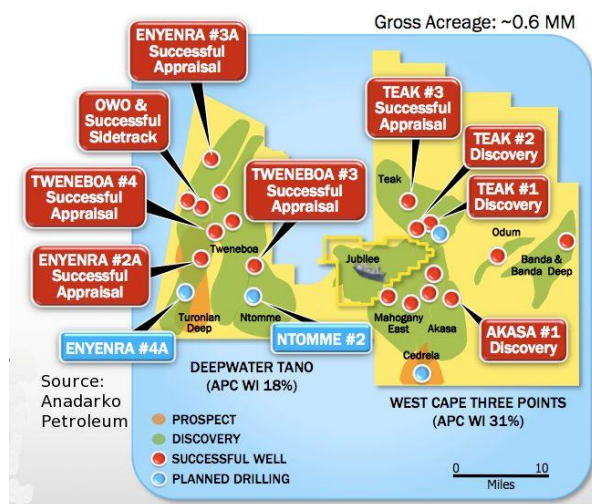 Gross Acreage: ~0.6 MM
ENYENRA #3A
Successful
Appraisal
OWO &
Successful
Sidetrack
TWENEBOA #4
Successful
Appraisal
ENYENRA #2A
Successful
Appraisal
ENYENRA #4A
TWENEBOA #3
Successful
Appraisal
NTOMME #2
Tweneboa
Turonian
Deep
Ntomme
DEEPWATER TANO
(APC WI 18%)
TEAK #3
Successful
Appraisal
TEAK #2
Discovery
TEAK #1
Discovery
Teak
Odum
Banda &
Banda Deep
Jubilee
Mahogany
East
Akasa
AKASA #1
Discovery
Cedrela
WEST CAPE THREE POINTS
(APC WI 31%)
Source:
Anadarko
Petroleum
PROSPECT
DISCOVERY
SUCCESSFUL WELL
PLANNED DRILLING
0 10
Miles